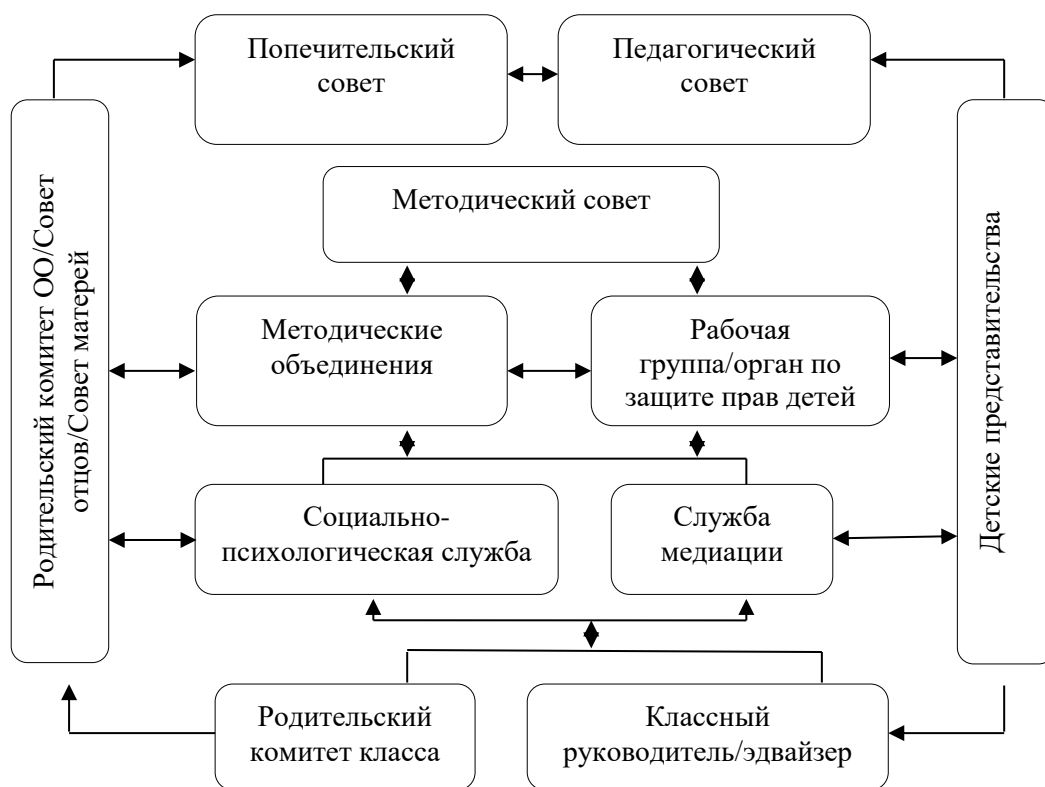 Попечительский
совет
Педагогический
совет
Родительский комитет ОО/Совет
отцов/Совет матерей
Детские представительства
Методический совет
Методические
объединения
Рабочая
группа/орган по
защите прав детей
Социально-
психологическая служба
Служба
медиации
Родительский
комитет класса
Классный
руководитель/эдвайзер